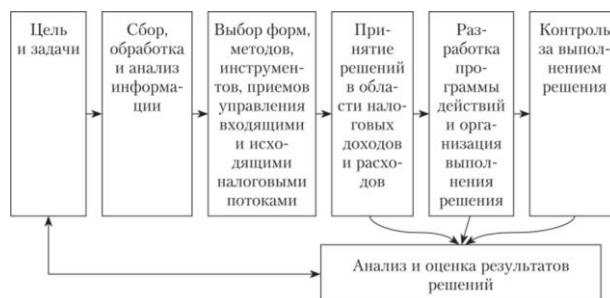 Цель
и задачи
Сбор,
обработка
и анализ
информа-
ции
Выбор форм,
методов,
инструмен-
тов, приемов
управления
входящими
и исхо-
дящими
налоговыми
потоками
При-
нятие
решений
в обла-
сти нало-
говых
доходов
и расхо-
дов
Раз-
работка
про-
граммы
действий
и орга-
низация
выпол-
нения
решения
Контроль
за выпол-
нением
решения
Анализ и оценка результатов
решений